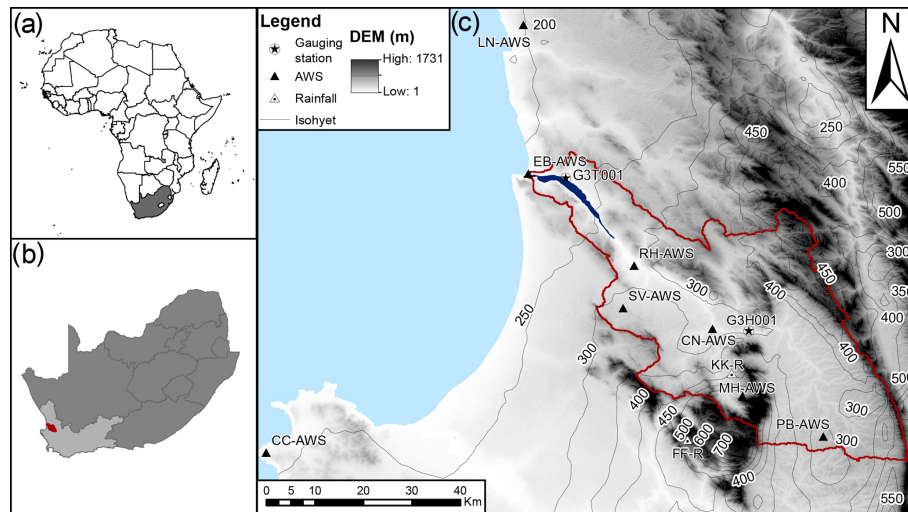 (a)
(b)
Legend
Gauging
station
AWS
Rainfall
Isohyet
DEM (m)
High: 1731
Low: 1
(c)
N
200
LN-AWS
450
250
EB-AWS
G3T001
400
550
500
300
RH-AWS
450
300
400
350
SV-AWS
250
G3H001
400
CN-AWS
400
300
KK-R
500
400
MH-AWS
450
300
500
600
700
PB-AWS
300
CC-AWS
FF-R
400
550
0 5 10 20 30 40
Km